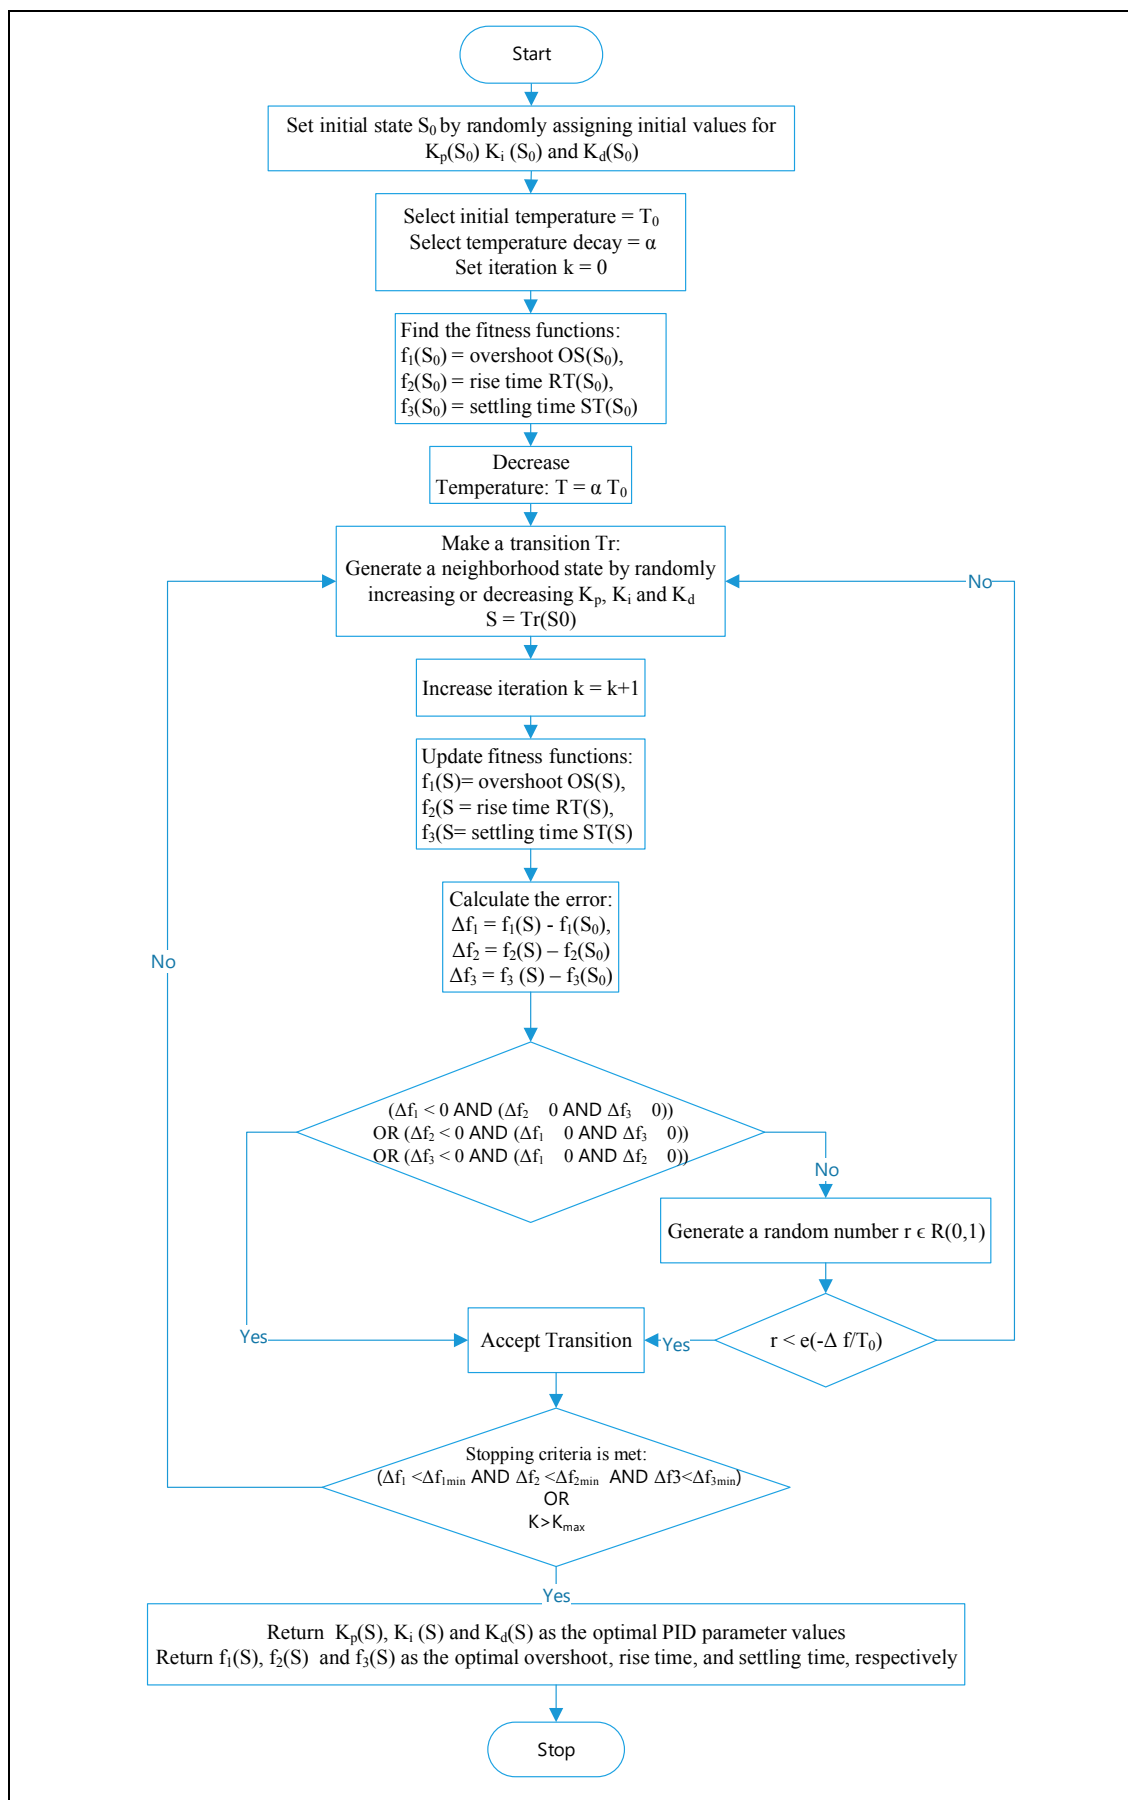 Start
Set initial state S₀ by randomly assigning initial values for
Kₚ(S₀) Kᵢ (S₀) and K_d(S₀)
Select initial temperature = T₀
Select temperature decay = α
Set iteration k = 0
Find the fitness functions:
f₁(S₀) = overshoot OS(S₀),
f₂(S₀) = rise time RT(S₀),
f₃(S₀) = settling time ST(S₀)
Decrease
Temperature: T = α T₀
Make a transition Tr:
Generate a neighborhood state by randomly
increasing or decreasing Kₚ, Kᵢ and K_d
S = Tr(S0)
Increase iteration k = k+1
Update fitness functions:
f₁(S)= overshoot OS(S),
f₂(S = rise time RT(S),
f₃(S= settling time ST(S)
Calculate the error:
Δf₁ = f₁(S) - f₁(S₀),
Δf₂ = f₂(S) – f₂(S₀)
Δf₃ = f₃ (S) – f₃(S₀)
(Δf₁ < 0 AND (Δf₂ 0 AND Δf₃ 0))
OR (Δf₂ < 0 AND (Δf₁ 0 AND Δf₃ 0))
OR (Δf₃ < 0 AND (Δf₁ 0 AND Δf₂ 0))
No
Generate a random number r ϵ R(0,1)
r < e(-Δ f/T₀)
No
Yes
Yes
Accept Transition
Stopping criteria is met:
(Δf₁ <Δf₁ₘᵢₙ AND Δf₂ <Δf₂ₘᵢₙ AND Δf3<Δf₃ₘᵢₙ)
OR
K>Kₘₐₓ
No
Yes
Return Kₚ(S), Kᵢ (S) and K_d(S) as the optimal PID parameter values
Return f₁(S), f₂(S) and f₃(S) as the optimal overshoot, rise time, and settling time, respectively
Stop